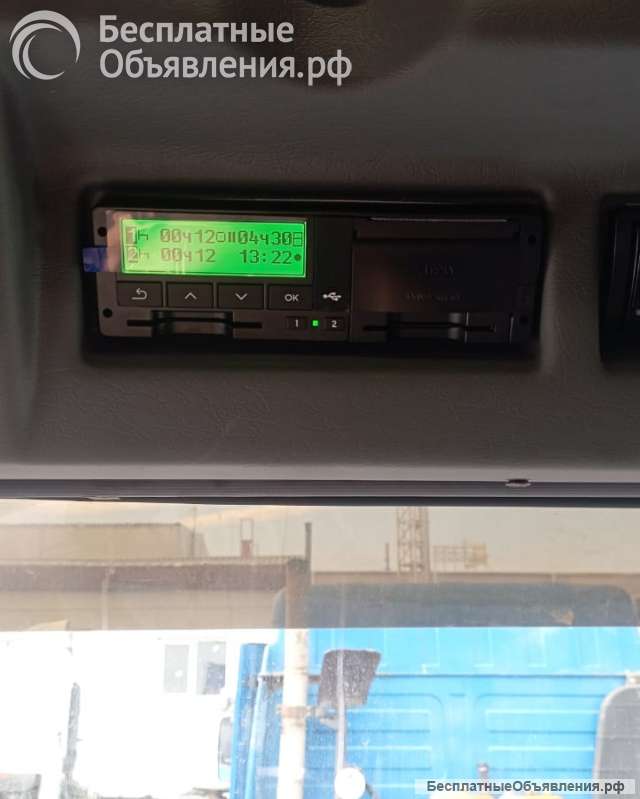 Бесплатные
Объявления.рф
1 00ч12 04ч30
2 00ч12 13:22
OK
1 2
БесплатныеОбъявления.рф